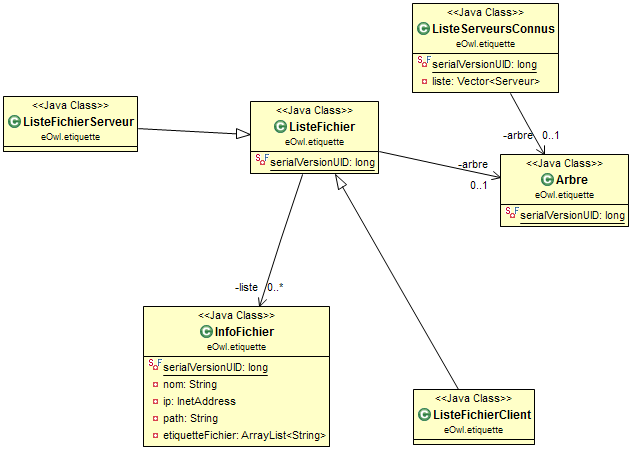 <<Java Class>>
ListeServeursConnus
eOwl.etiquette
SF serialVersionUID: long
liste: Vector<Serveur>
<<Java Class>>
ListeFichierServeur
eOwl.etiquette
<<Java Class>>
ListeFichier
eOwl.etiquette
SF serialVersionUID: long
-arbre 0..1
-arbre
0..1
<<Java Class>>
Arbre
eOwl.etiquette
SF serialVersionUID: long
-liste 0..*
<<Java Class>>
InfoFichier
eOwl.etiquette
SF serialVersionUID: long
nom: String
ip: InetAddress
path: String
etiquetteFichier: ArrayList<String>
<<Java Class>>
ListeFichierClient
eOwl.etiquette